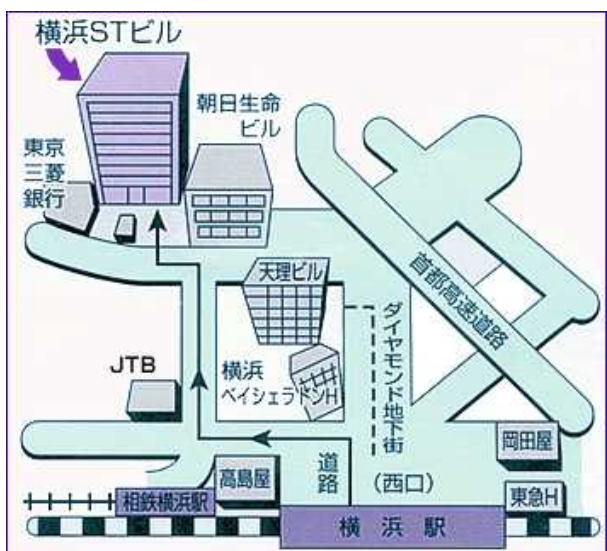 横浜STビル
朝日生命
ビル
東京
三菱
銀行
天理ビル
首都高速道路
ダイヤモンド地下街
横浜
ベイシェラトンH
JTB
道路
岡田屋
高島屋
(西口)
東急H
相鉄横浜駅
横浜駅